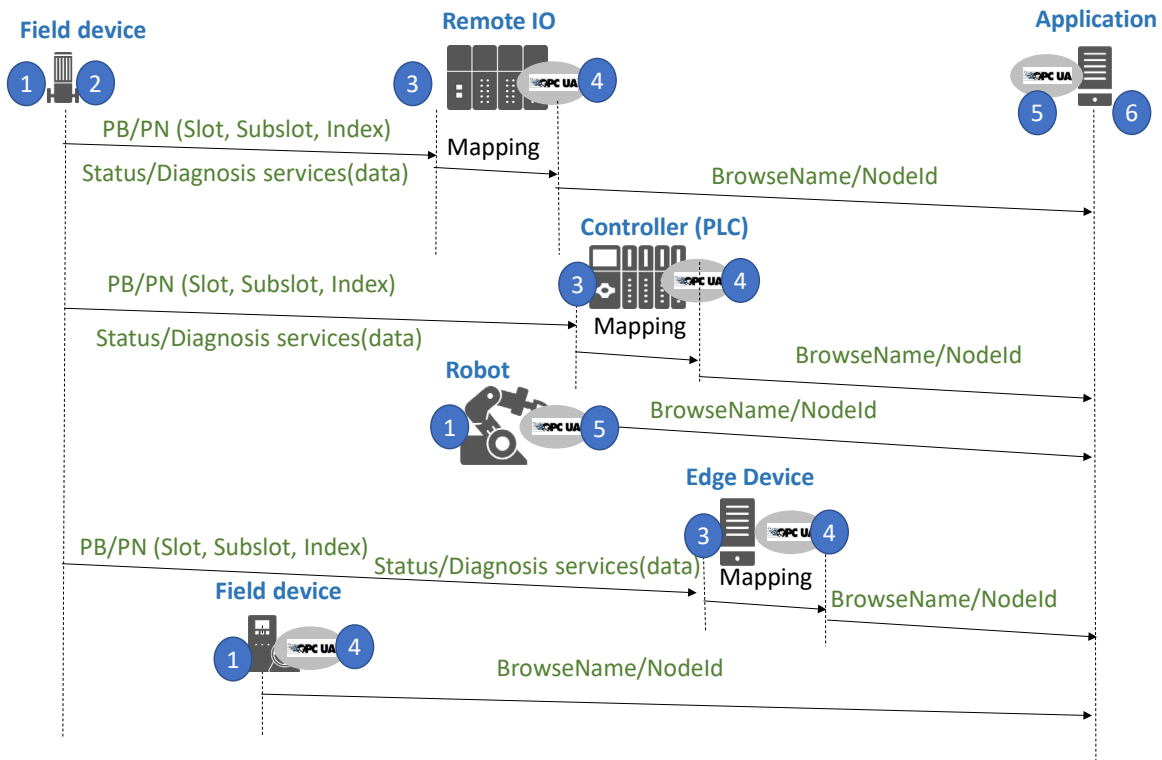 Field device
Remote IO
Application
1
2
3
OPC UA
4
OPC UA
5
6
PB/PN (Slot, Subslot, Index)
Mapping
Status/Diagnosis services(data)
BrowseName/NodeId
Controller (PLC)
3
OPC UA
4
PB/PN (Slot, Subslot, Index)
Mapping
Status/Diagnosis services(data)
BrowseName/NodeId
Robot
1
OPC UA
5
BrowseName/NodeId
Edge Device
3
OPC UA
4
PB/PN (Slot, Subslot, Index)
Status/Diagnosis services(data)
Mapping
BrowseName/NodeId
Field device
1
OPC UA
4
BrowseName/NodeId